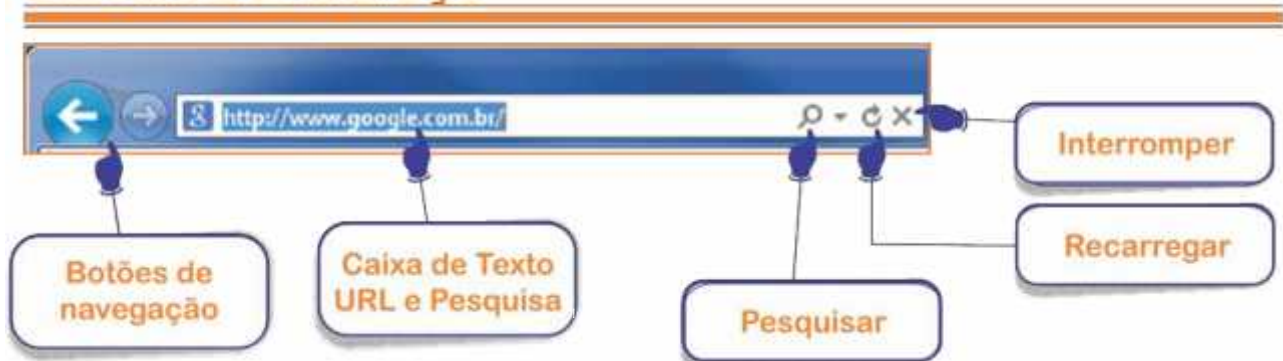 http://www.google.com.br/
Interromper
Recarregar
Botões de
navegação
Caixa de Texto
URL e Pesquisa
Pesquisar